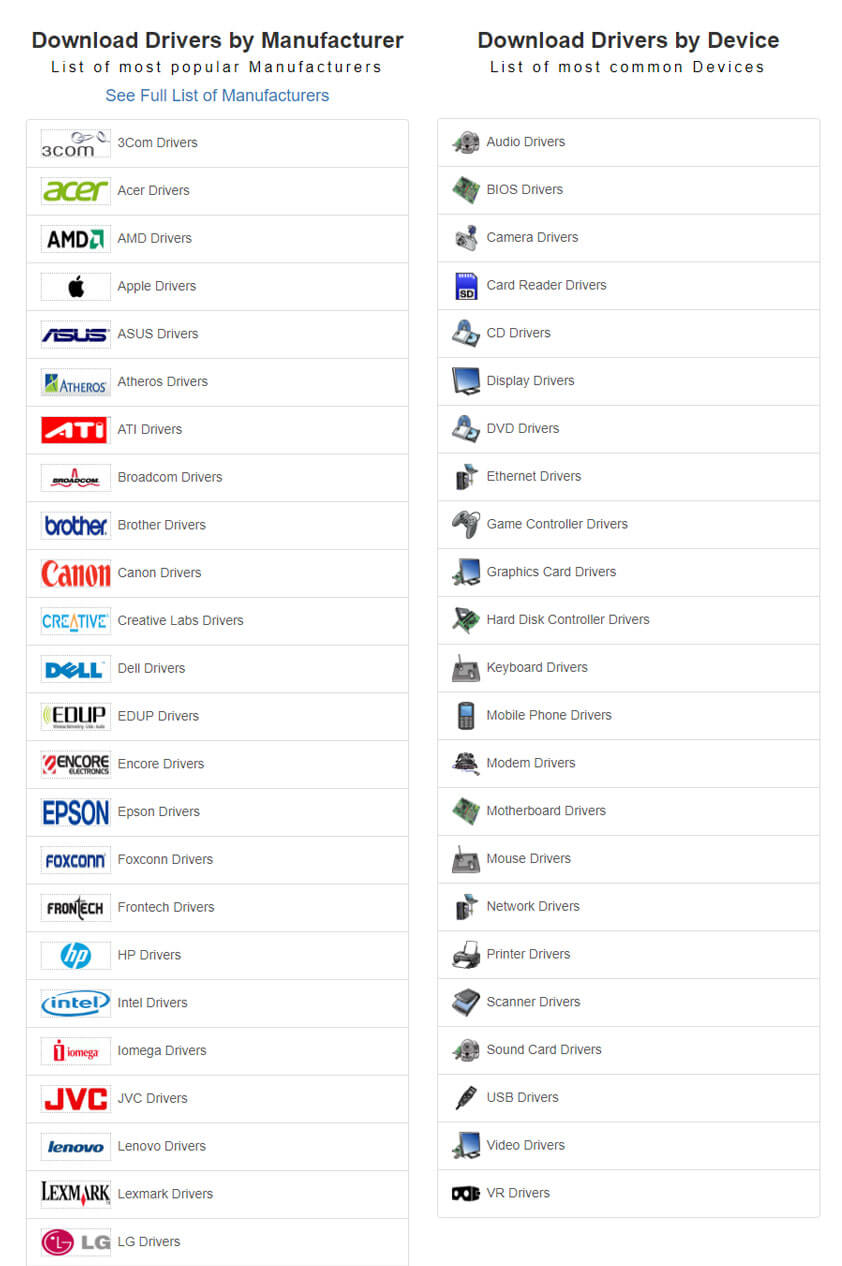 Download Drivers by Manufacturer
List of most popular Manufacturers
See Full List of Manufacturers
3com 3Com Drivers
acer Acer Drivers
AMD AMD Drivers
Apple Drivers
ASUS ASUS Drivers
ATHEROS Atheros Drivers
ATI ATI Drivers
BROADCOM Broadcom Drivers
brother Brother Drivers
Canon Canon Drivers
CREATIVE Creative Labs Drivers
DELL Dell Drivers
EDUP EDUP Drivers
ENCORE ELECTRONICS Encore Drivers
EPSON Epson Drivers
FOXCONN Foxconn Drivers
FRONTECH Frontech Drivers
hp HP Drivers
intel Intel Drivers
iomega Iomega Drivers
JVC JVC Drivers
lenovo Lenovo Drivers
LEXMARK Lexmark Drivers
LG LG Drivers
Download Drivers by Device
List of most common Devices
Audio Drivers
BIOS Drivers
Camera Drivers
SD Card Reader Drivers
CD Drivers
Display Drivers
DVD Drivers
Ethernet Drivers
Game Controller Drivers
Graphics Card Drivers
Hard Disk Controller Drivers
Keyboard Drivers
Mobile Phone Drivers
Modem Drivers
Motherboard Drivers
Mouse Drivers
Network Drivers
Printer Drivers
Scanner Drivers
Sound Card Drivers
USB Drivers
Video Drivers
VR Drivers